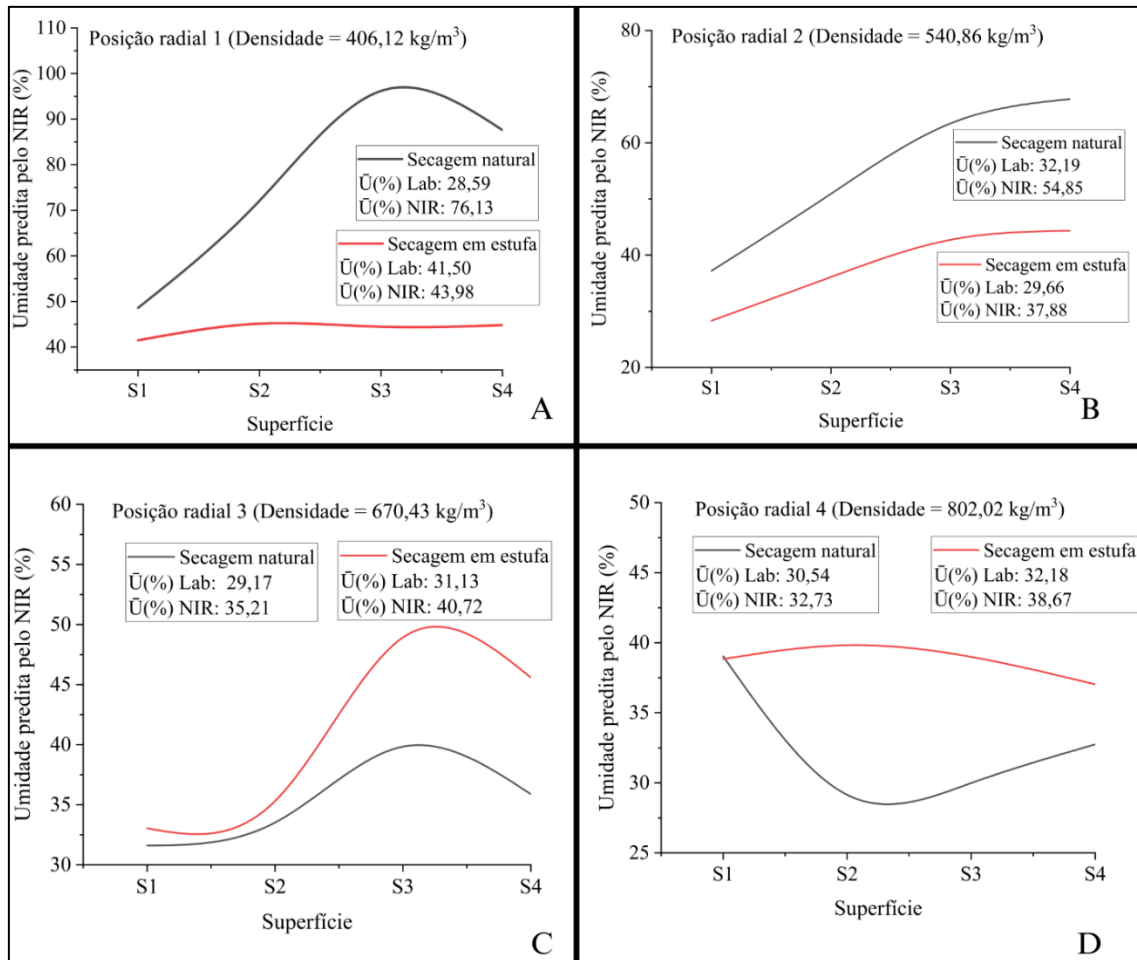 Posição radial 1 (Densidade = 406,12 kg/m³)
Umidade predita pelo NIR (%)
110
100
90
80
70
60
50
40
Secagem natural
Ū(%) Lab: 28,59
Ū(%) NIR: 76,13
Secagem em estufa
Ū(%) Lab: 41,50
Ū(%) NIR: 43,98
S1 S2 S3 S4
Superfície
A
Posição radial 2 (Densidade = 540,86 kg/m³)
Umidade predita pelo NIR (%)
80
60
40
20
Secagem natural
Ū(%) Lab: 32,19
Ū(%) NIR: 54,85
Secagem em estufa
Ū(%) Lab: 29,66
Ū(%) NIR: 37,88
S1 S2 S3 S4
Superfície
B
Posição radial 3 (Densidade = 670,43 kg/m³)
Umidade predita pelo NIR (%)
60
55
50
45
40
35
30
Secagem natural
Ū(%) Lab: 29,17
Ū(%) NIR: 35,21
Secagem em estufa
Ū(%) Lab: 31,13
Ū(%) NIR: 40,72
S1 S2 S3 S4
Superfície
C
Posição radial 4 (Densidade = 802,02 kg/m³)
Umidade predita pelo NIR (%)
50
45
40
35
30
25
Secagem natural
Ū(%) Lab: 30,54
Ū(%) NIR: 32,73
Secagem em estufa
Ū(%) Lab: 32,18
Ū(%) NIR: 38,67
S1 S2 S3 S4
Superfície
D